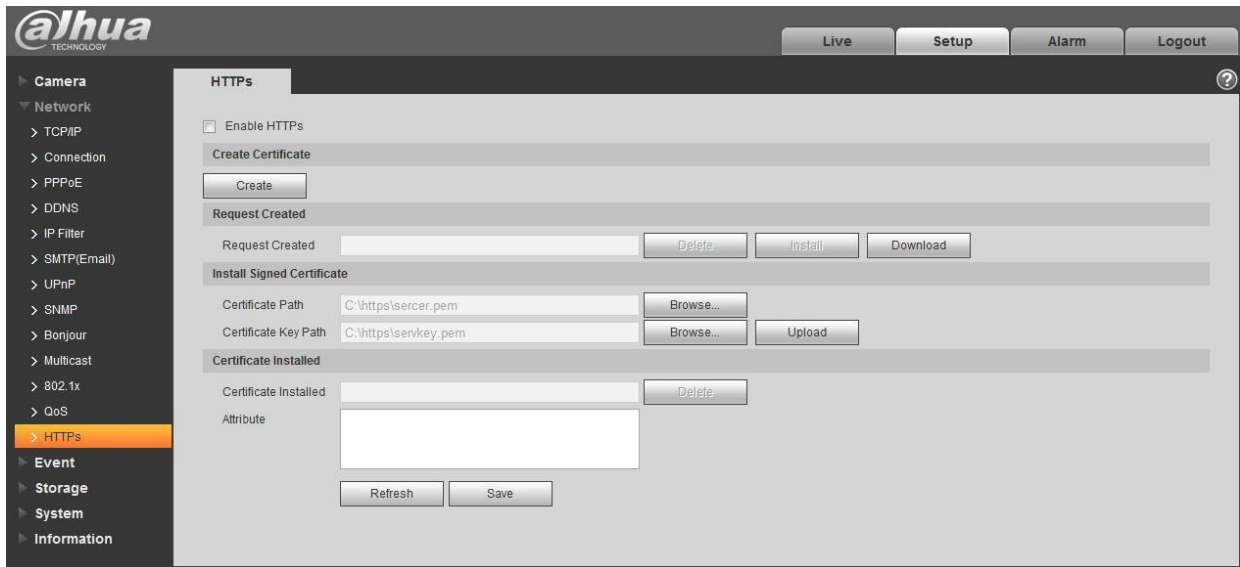 alhua
TECHNOLOGY
Live
Setup
Alarm
Logout
Camera
Network
TCP/IP
Connection
PPPoE
DDNS
IP Filter
SMTP(Email)
UPnP
SNMP
Bonjour
Multicast
802.1x
QoS
HTTPs
Event
Storage
System
Information
HTTPs
?
Enable HTTPs
Create Certificate
Create
Request Created
Request Created Delete Install Download
Install Signed Certificate
Certificate Path C:\https\sercer.pem Browse...
Certificate Key Path C:\https\servkey.pem Browse... Upload
Certificate Installed
Certificate Installed Delete
Attribute
Refresh Save